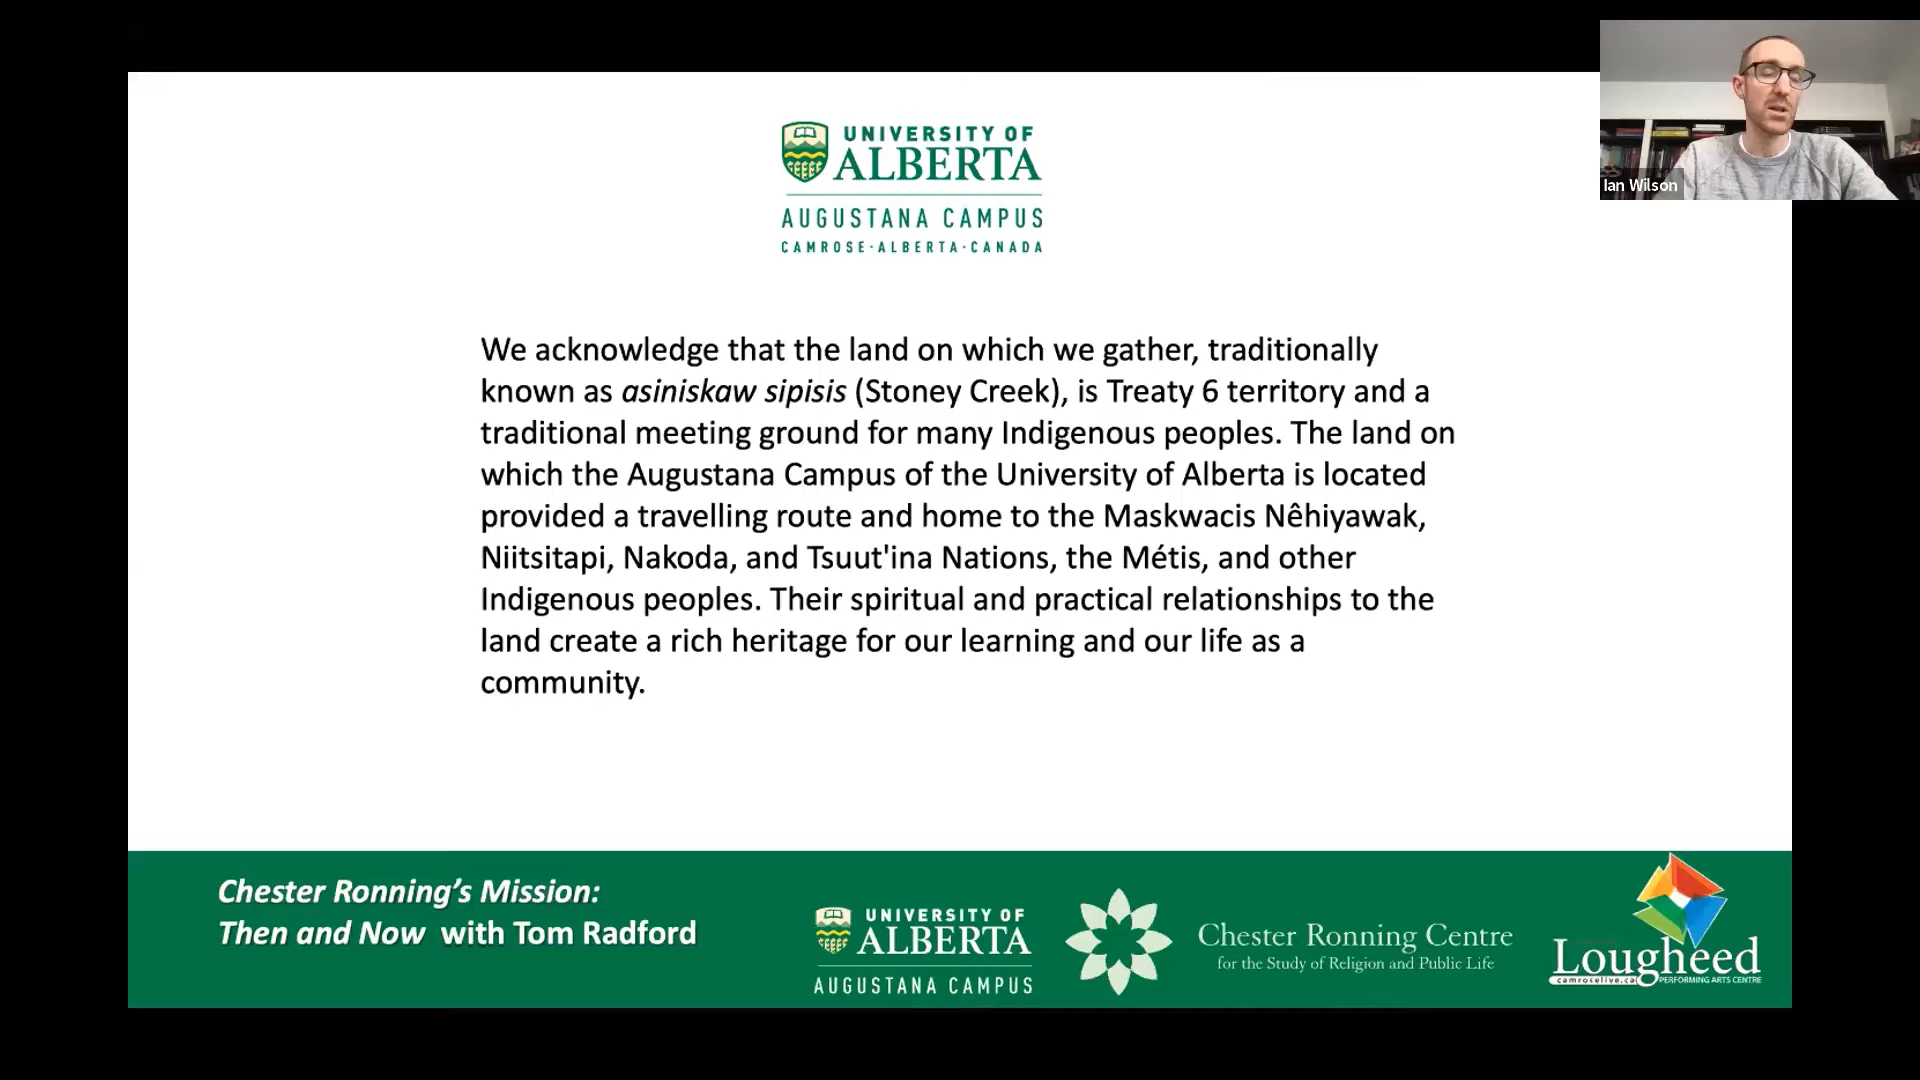 UNIVERSITY OF
ALBERTA
AUGUSTANA CAMPUS
CAMROSE·ALBERTA·CANADA
Ian Wilson
We acknowledge that the land on which we gather, traditionally
known as asiniskaw sipisis (Stoney Creek), is Treaty 6 territory and a
traditional meeting ground for many Indigenous peoples. The land on
which the Augustana Campus of the University of Alberta is located
provided a travelling route and home to the Maskwacis Nêhiyawak,
Niitsitapi, Nakoda, and Tsuut'ina Nations, the Métis, and other
Indigenous peoples. Their spiritual and practical relationships to the
land create a rich heritage for our learning and our life as a
community.
Chester Ronning's Mission:
Then and Now with Tom Radford
UNIVERSITY OF
ALBERTA
AUGUSTANA CAMPUS
Chester Ronning Centre
for the Study of Religion and Public Life
Lougheed
camroselive.ca PERFORMING ARTS CENTRE